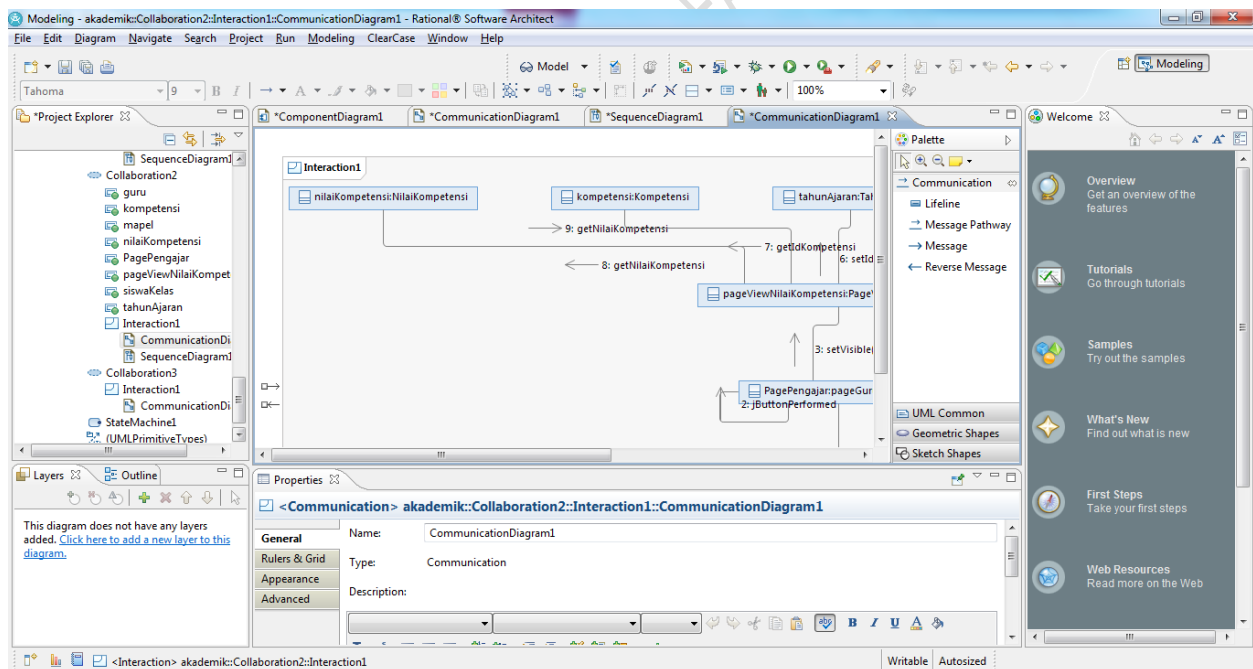 Modeling - akademik::Collaboration2::Interaction1::CommunicationDiagram1 - Rational® Software Architect
File Edit Diagram Navigate Search Project Run Modeling ClearCase Window Help
Model
Modeling
Tahoma 9 B I A 100%
*Project Explorer
SequenceDiagram1
Collaboration2
guru
kompetensi
mapel
nilaiKompetensi
PagePengajar
pageViewNilaiKompet
siswaKelas
tahunAjaran
Interaction1
CommunicationDi
SequenceDiagram1
Collaboration3
Interaction1
CommunicationDi
StateMachine1
(UMLPrimitiveTypes)
*ComponentDiagram1 *CommunicationDiagram1 *SequenceDiagram1 *CommunicationDiagram1
Interaction1
nilaiKompetensi:NilaiKompetensi kompetensi:Kompetensi tahunAjaran:Tah
9: getNilaiKompetensi
7: getIdKompetensi
6: setId
8: getNilaiKompetensi
pageViewNilaiKompetensi:PageV
3: setVisible(
PagePengajar:pageGur
2: jButtonPerformed
Palette
Communication
Lifeline
Message Pathway
Message
Reverse Message
UML Common
Geometric Shapes
Sketch Shapes
Welcome
Overview
Get an overview of the
features
Tutorials
Go through tutorials
Samples
Try out the samples
What's New
Find out what is new
First Steps
Take your first steps
Web Resources
Read more on the Web
Layers Outline
This diagram does not have any layers
added. Click here to add a new layer to this
diagram.
Properties
<Communication> akademik::Collaboration2::Interaction1::CommunicationDiagram1
General
Rulers & Grid
Appearance
Advanced
Name: CommunicationDiagram1
Type: Communication
Description:
abc B I U A
<Interaction> akademik::Collaboration2::Interaction1
Writable Autosized